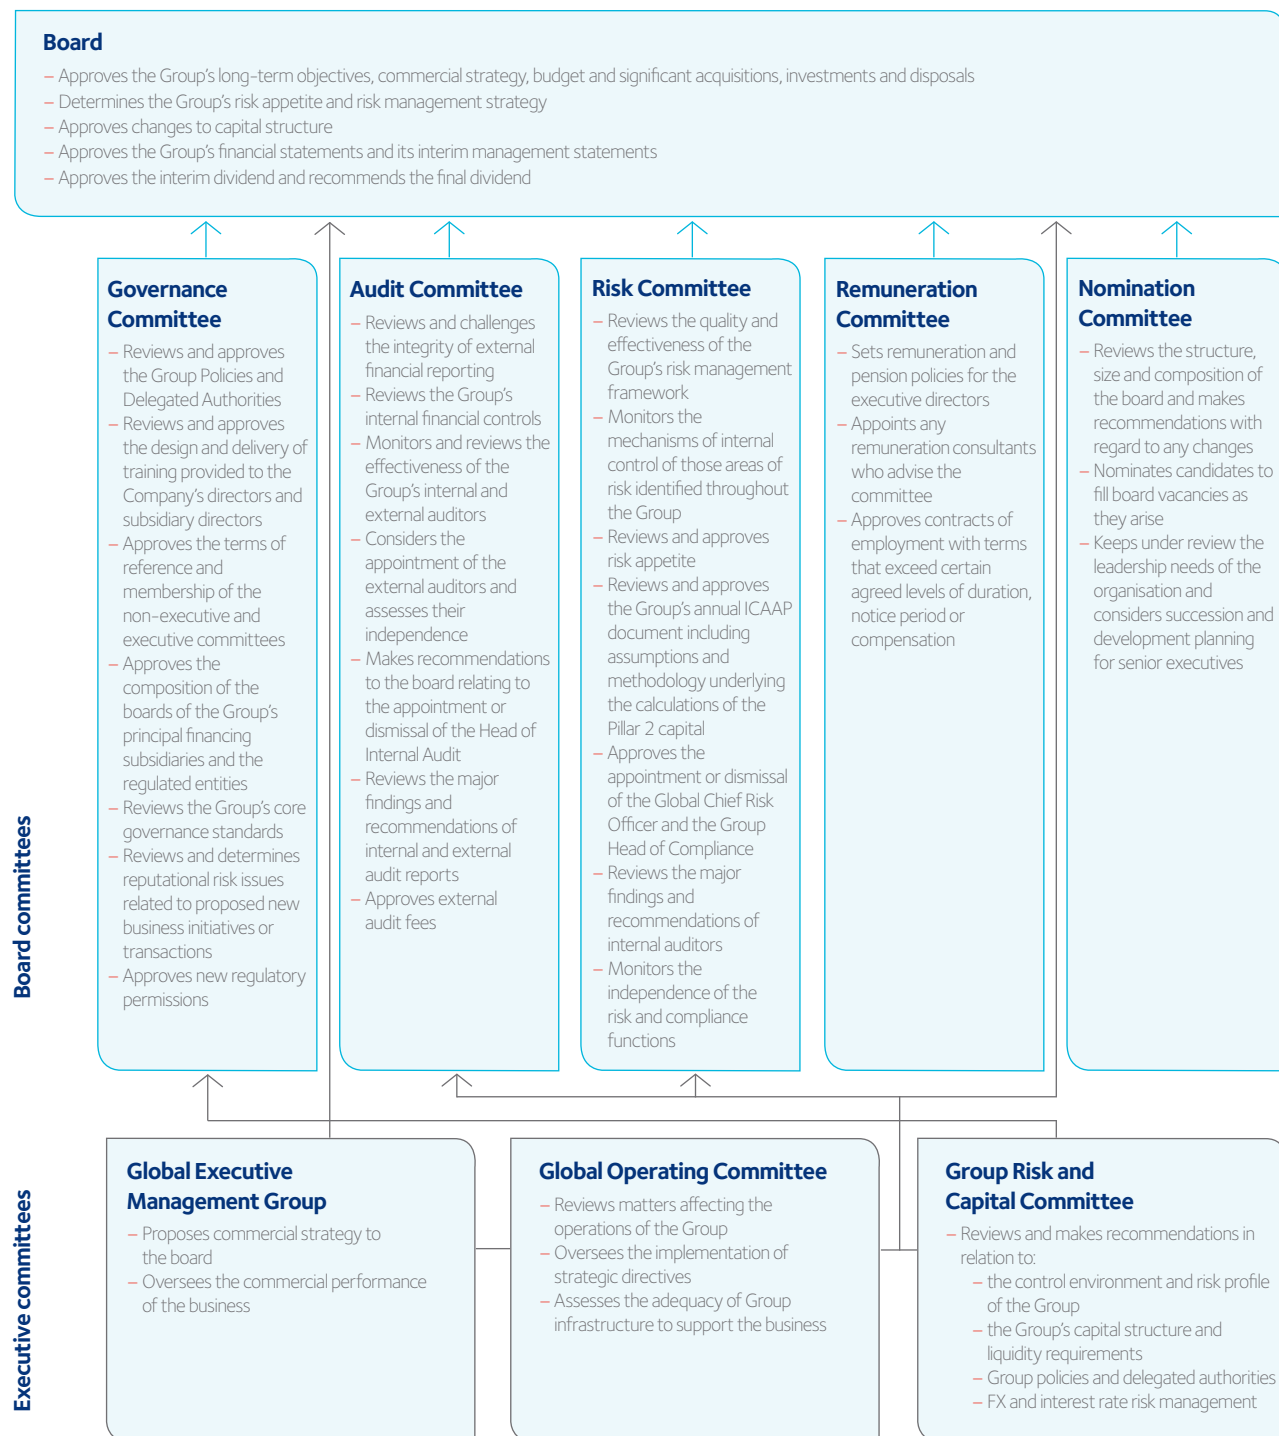 Board
– Approves the Group's long-term objectives, commercial strategy, budget and significant acquisitions, investments and disposals
– Determines the Group's risk appetite and risk management strategy
– Approves changes to capital structure
– Approves the Group's financial statements and its interim management statements
– Approves the interim dividend and recommends the final dividend
Board committees
Governance
Committee
– Reviews and approves
the Group Policies and
Delegated Authorities
– Reviews and approves
the design and delivery of
training provided to the
Company's directors and
subsidiary directors
– Approves the terms of
reference and
membership of the
non-executive and
executive committees
– Approves the
composition of the
boards of the Group's
principal financing
subsidiaries and the
regulated entities
– Reviews the Group's core
governance standards
– Reviews and determines
reputational risk issues
related to proposed new
business initiatives or
transactions
– Approves new regulatory
permissions
Audit Committee
– Reviews and challenges
the integrity of external
financial reporting
– Reviews the Group's
internal financial controls
– Monitors and reviews the
effectiveness of the
Group's internal and
external auditors
– Considers the
appointment of the
external auditors and
assesses their
independence
– Makes recommendations
to the board relating to
the appointment or
dismissal of the Head of
Internal Audit
– Reviews the major
findings and
recommendations of
internal and external
audit reports
– Approves external
audit fees
Risk Committee
– Reviews the quality and
effectiveness of the
Group's risk management
framework
– Monitors the
mechanisms of internal
control of those areas of
risk identified throughout
the Group
– Reviews and approves
risk appetite
– Reviews and approves
the Group's annual ICAAP
document including
assumptions and
methodology underlying
the calculations of the
Pillar 2 capital
– Approves the
appointment or dismissal
of the Global Chief Risk
Officer and the Group
Head of Compliance
– Reviews the major
findings and
recommendations of
internal auditors
– Monitors the
independence of the
risk and compliance
functions
Remuneration
Committee
– Sets remuneration and
pension policies for the
executive directors
– Appoints any
remuneration consultants
who advise the
committee
– Approves contracts of
employment with terms
that exceed certain
agreed levels of duration,
notice period or
compensation
Nomination
Committee
– Reviews the structure,
size and composition of
the board and makes
recommendations with
regard to any changes
– Nominates candidates to
fill board vacancies as
they arise
– Keeps under review the
leadership needs of the
organisation and
considers succession and
development planning
for senior executives
Executive committees
Global Executive
Management Group
– Proposes commercial strategy to
the board
– Oversees the commercial performance
of the business
Global Operating Committee
– Reviews matters affecting the
operations of the Group
– Oversees the implementation of
strategic directives
– Assesses the adequacy of Group
infrastructure to support the business
Group Risk and
Capital Committee
– Reviews and makes recommendations in
relation to:
– the control environment and risk profile
of the Group
– the Group's capital structure and
liquidity requirements
– Group policies and delegated authorities
– FX and interest rate risk management